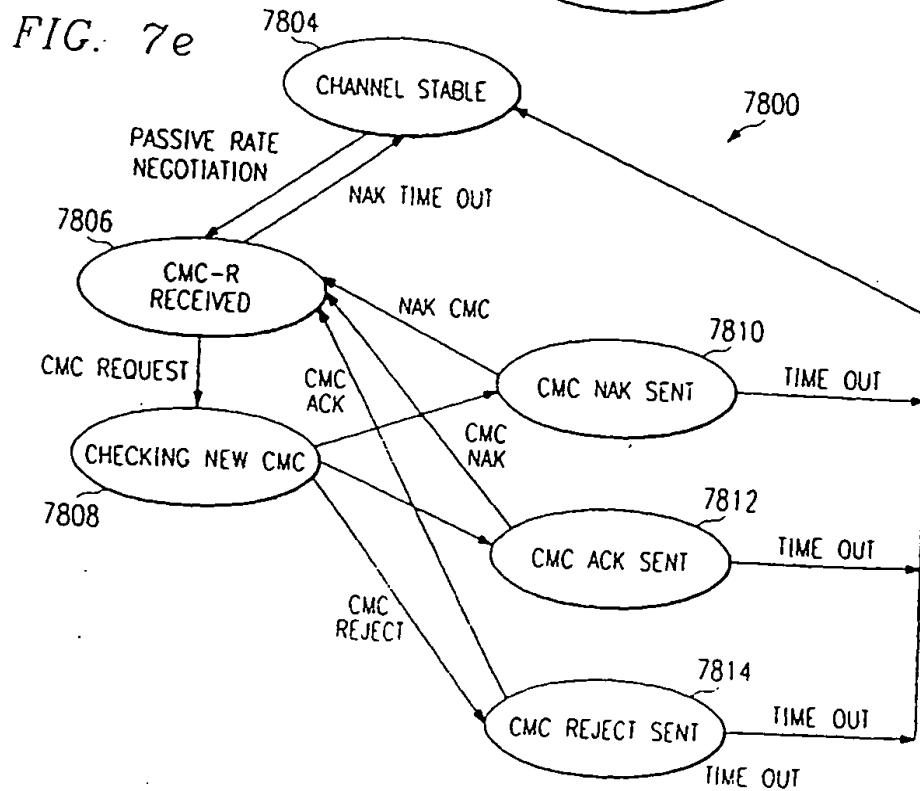 FIG. 7e
7804
CHANNEL STABLE
7800
PASSIVE RATE
NEGOTIATION
NAK TIME OUT
7806
CMC-R
RECEIVED
NAK CMC
7810
CMC REQUEST
CMC
ACK
CMC NAK SENT
TIME OUT
CMC
NAK
CHECKING NEW CMC
7808
7812
CMC ACK SENT
TIME OUT
CMC
REJECT
7814
CMC REJECT SENT
TIME OUT
TIME OUT